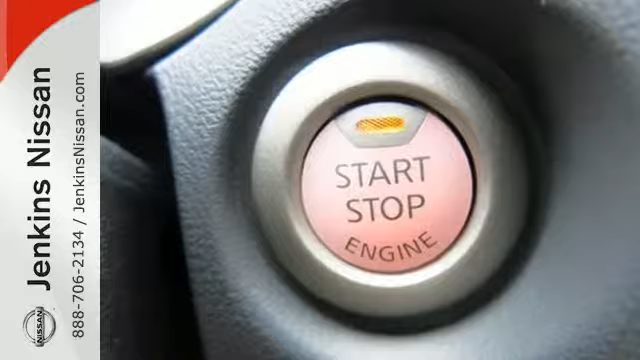 Jenkins Nissan
888-706-2134 / JenkinsNissan.com
NISSAN
START
STOP
ENGINE